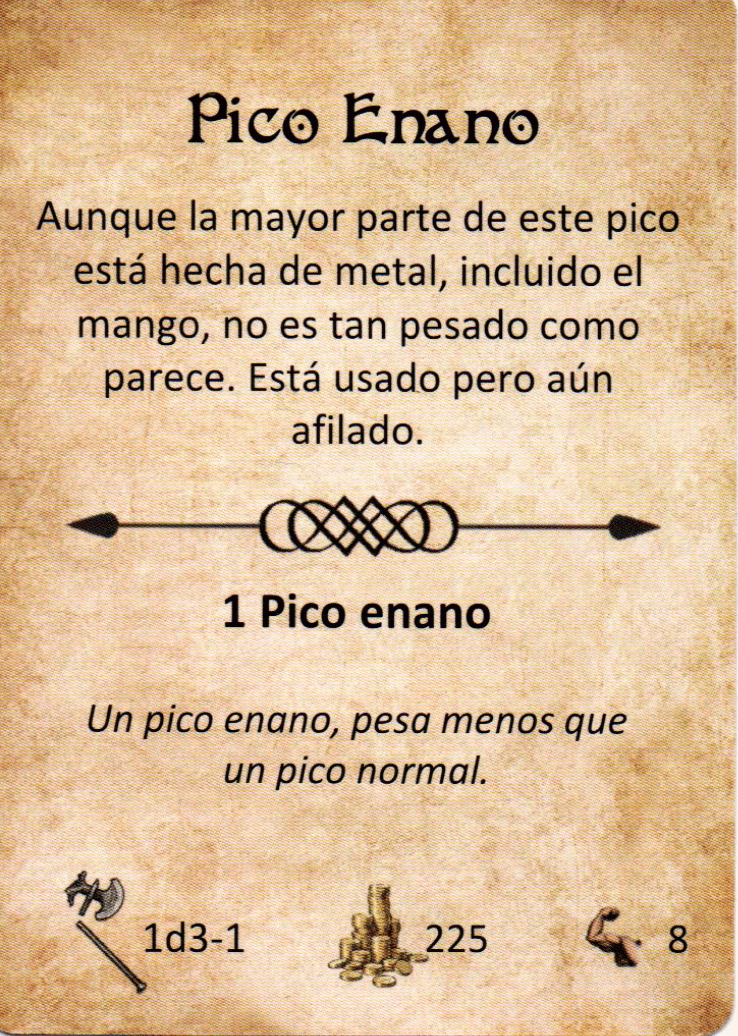 Pico Enano
Aunque la mayor parte de este pico
está hecha de metal, incluido el
mango, no es tan pesado como
parece. Está usado pero aún
afilado.
1 Pico enano
Un pico enano, pesa menos que
un pico normal.
1d3-1 225 8